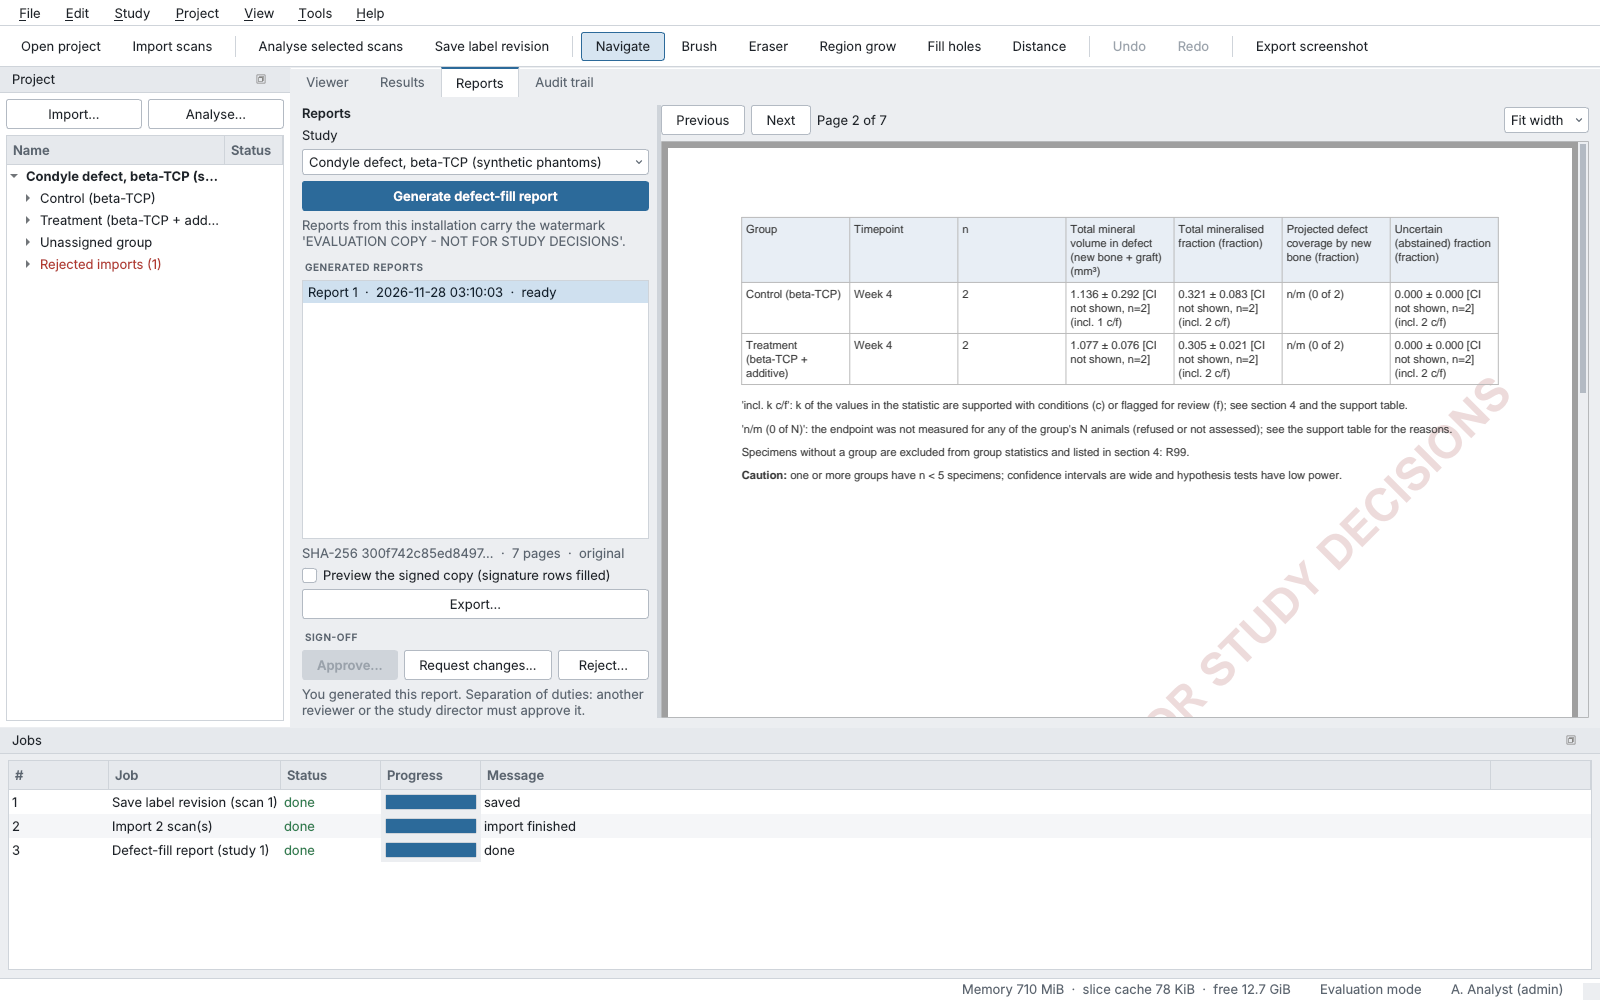 File Edit Study Project View Tools Help
Open project Import scans Analyse selected scans Save label revision Navigate Brush Eraser Region grow Fill holes Distance Undo Redo Export screenshot
Project
Import... Analyse...
Name Status
Condyle defect, beta-TCP (s...
Control (beta-TCP)
Treatment (beta-TCP + add...
Unassigned group
Rejected imports (1)
Viewer Results Reports Audit trail
Reports
Study
Condyle defect, beta-TCP (synthetic phantoms)
Generate defect-fill report
Reports from this installation carry the watermark
'EVALUATION COPY - NOT FOR STUDY DECISIONS'.
GENERATED REPORTS
Report 1 · 2026-11-28 03:10:03 · ready
SHA-256 300f742c85ed8497... · 7 pages · original
Preview the signed copy (signature rows filled)
Export...
SIGN-OFF
Approve... Request changes... Reject...
You generated this report. Separation of duties: another
reviewer or the study director must approve it.
Previous Next Page 2 of 7 Fit width
Group Timepoint n Total mineral volume in defect (new bone + graft) (mm³) Total mineralised fraction (fraction) Projected defect coverage by new bone (fraction) Uncertain (abstained) fraction (fraction)
Control (beta-TCP) Week 4 2 1.136 ± 0.292 [CI not shown, n=2] (incl. 1 c/f) 0.321 ± 0.083 [CI not shown, n=2] (incl. 2 c/f) n/m (0 of 2) 0.000 ± 0.000 [CI not shown, n=2] (incl. 2 c/f)
Treatment (beta-TCP + additive) Week 4 2 1.077 ± 0.076 [CI not shown, n=2] 0.305 ± 0.021 [CI not shown, n=2] (incl. 2 c/f) n/m (0 of 2) 0.000 ± 0.000 [CI not shown, n=2] (incl. 2 c/f)
'incl. k c/f': k of the values in the statistic are supported with conditions (c) or flagged for review (f); see section 4 and the support table.
'n/m (0 of N)': the endpoint was not measured for any of the group's N animals (refused or not assessed); see the support table for the reasons.
Specimens without a group are excluded from group statistics and listed in section 4: R99.
Caution: one or more groups have n < 5 specimens; confidence intervals are wide and hypothesis tests have low power.
OR STUDY DECISIONS
Jobs
# Job Status Progress Message
1 Save label revision (scan 1) done saved
2 Import 2 scan(s) done import finished
3 Defect-fill report (study 1) done done
Memory 710 MiB · slice cache 78 KiB · free 12.7 GiB Evaluation mode A. Analyst (admin)